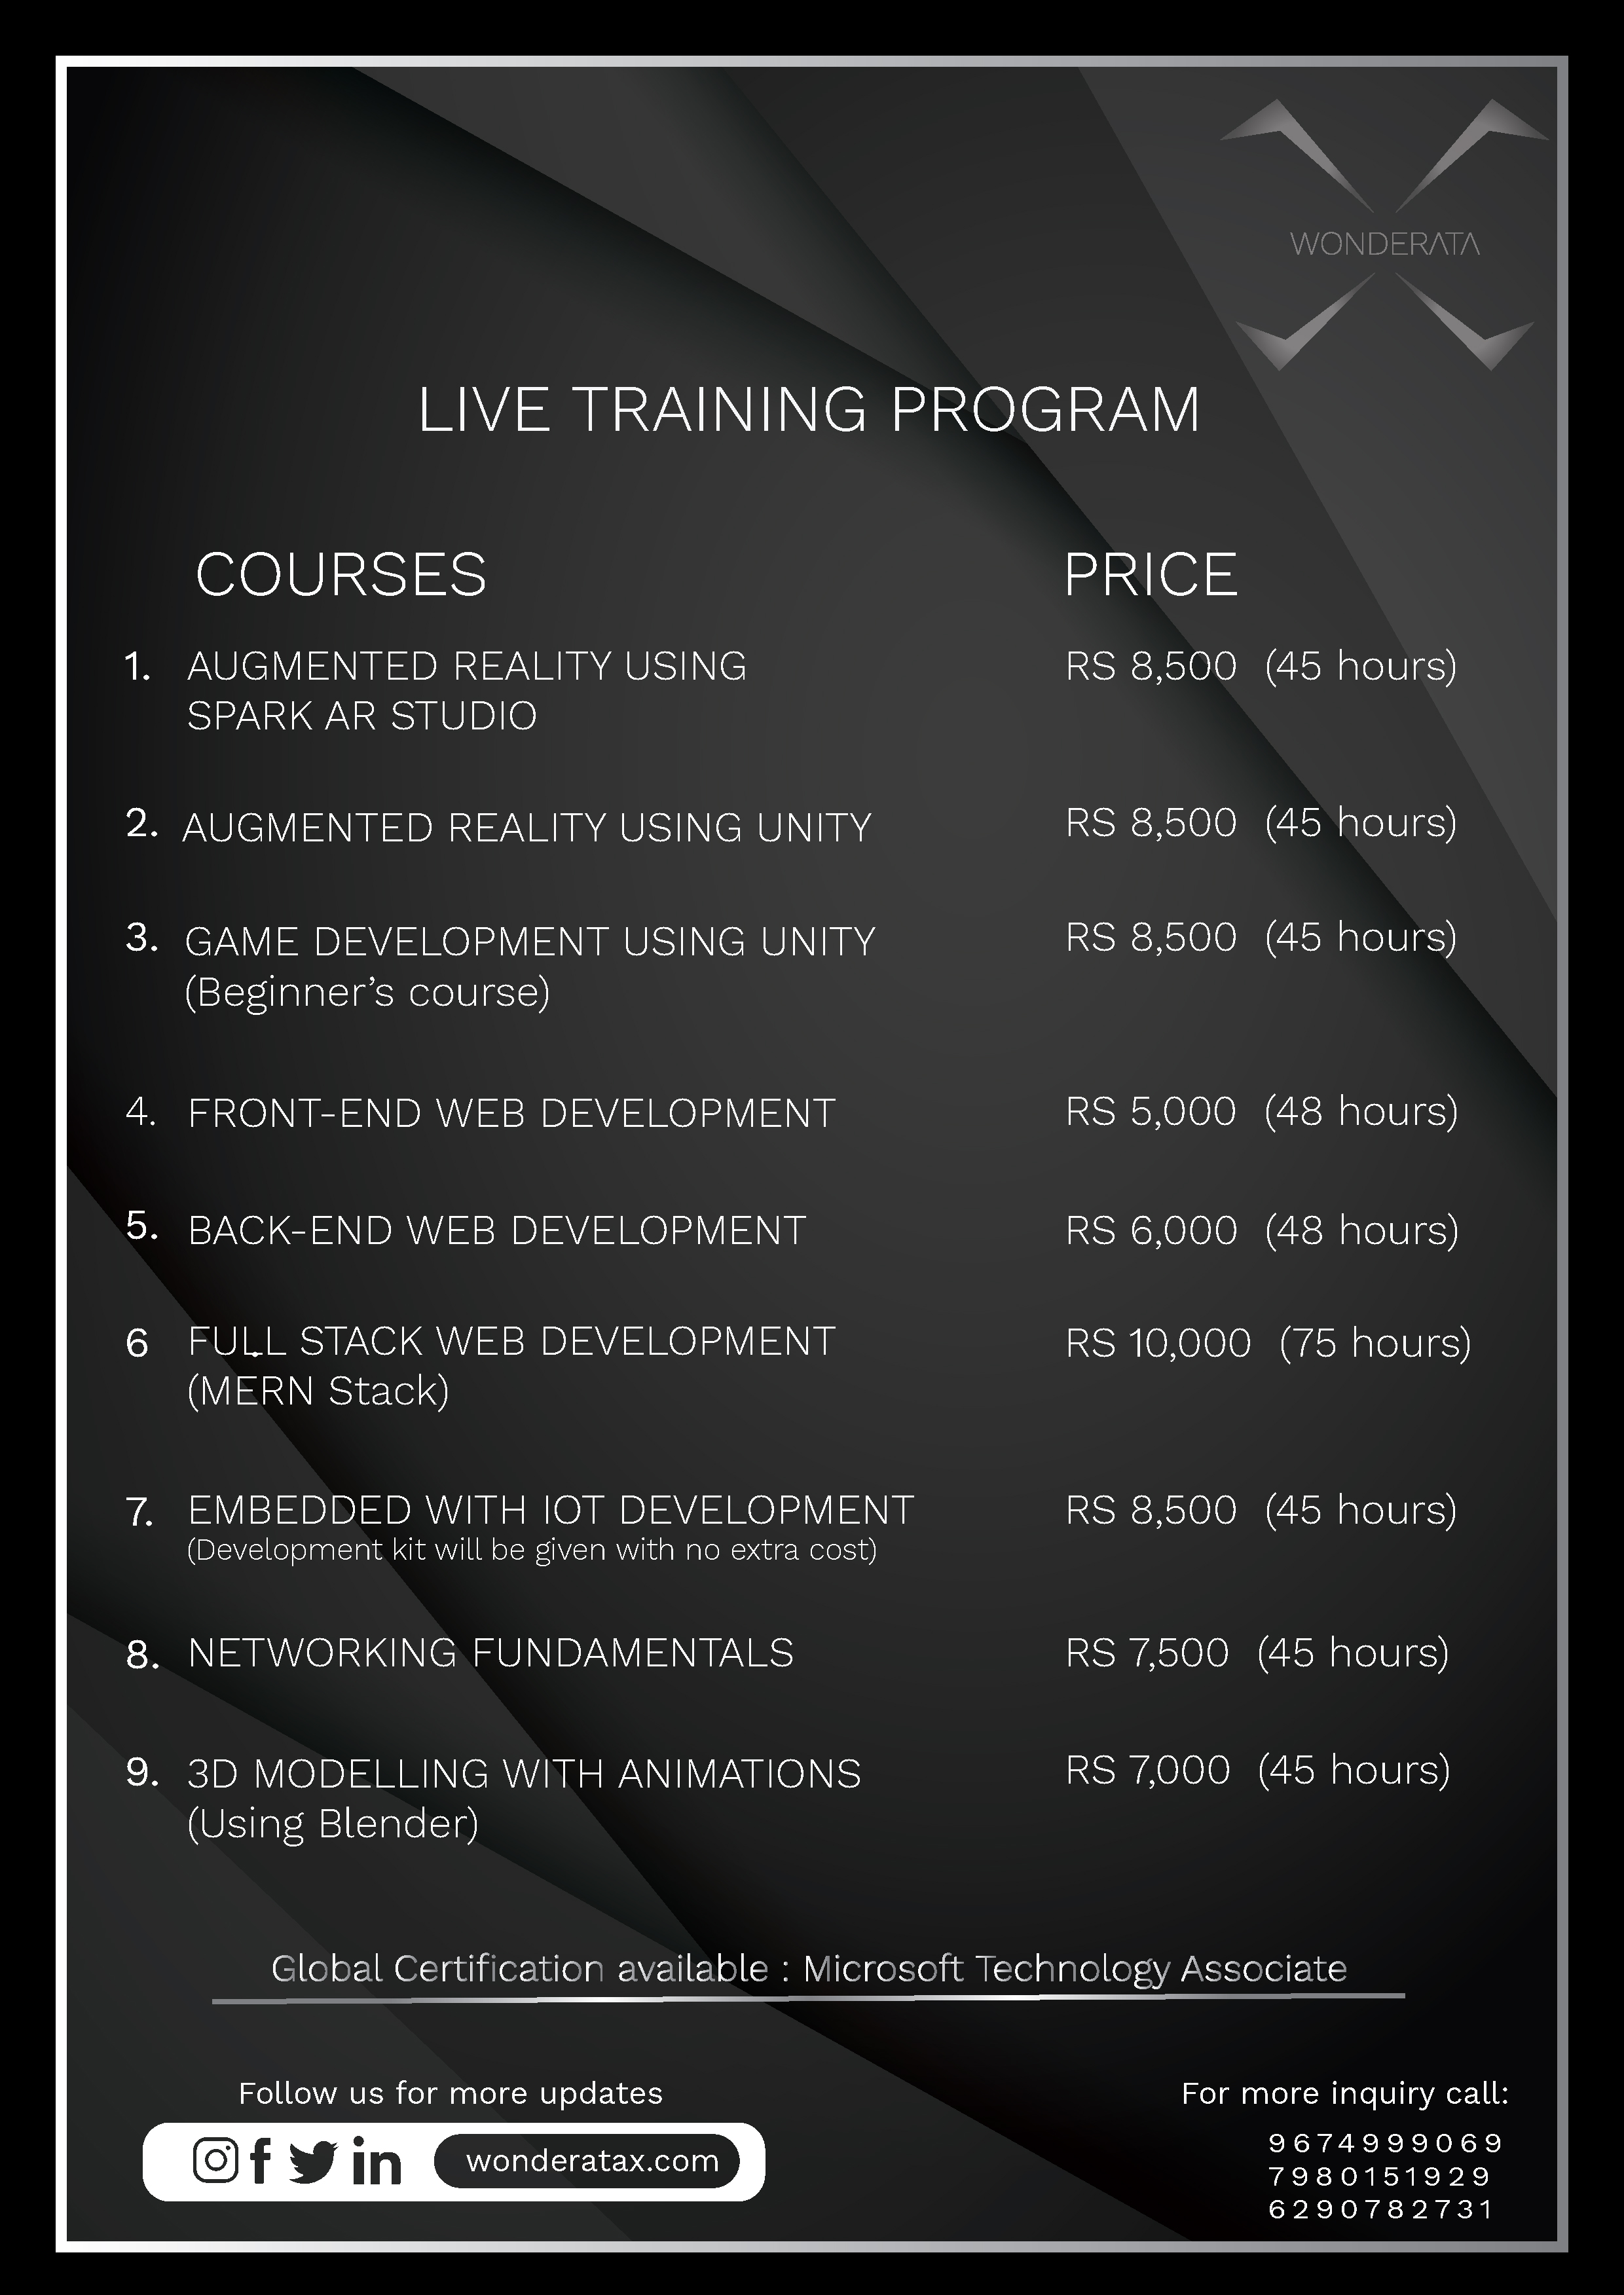 WONDERATA
LIVE TRAINING PROGRAM
COURSES PRICE
1. AUGMENTED REALITY USING RS 8,500 (45 hours)
SPARK AR STUDIO
2. AUGMENTED REALITY USING UNITY RS 8,500 (45 hours)
3. GAME DEVELOPMENT USING UNITY RS 8,500 (45 hours)
(Beginner’s course)
4. FRONT-END WEB DEVELOPMENT RS 5,000 (48 hours)
5. BACK-END WEB DEVELOPMENT RS 6,000 (48 hours)
6 FULL STACK WEB DEVELOPMENT RS 10,000 (75 hours)
(MERN Stack)
7. EMBEDDED WITH IOT DEVELOPMENT RS 8,500 (45 hours)
(Development kit will be given with no extra cost)
8. NETWORKING FUNDAMENTALS RS 7,500 (45 hours)
9. 3D MODELLING WITH ANIMATIONS RS 7,000 (45 hours)
(Using Blender)
Global Certification available : Microsoft Technology Associate
Follow us for more updates
wonderatax.com
For more inquiry call:
9674999069
7980151929
6290782731